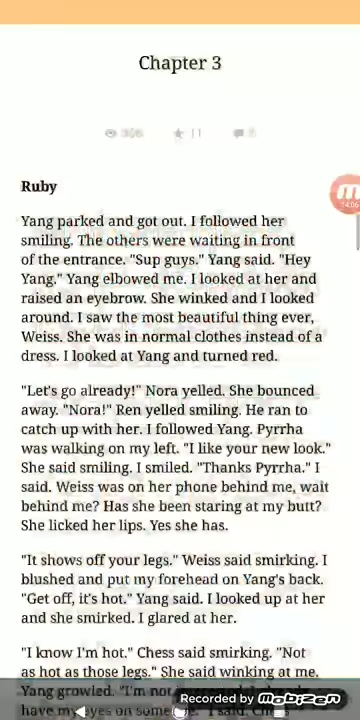 Chapter 3
306
11
Ruby
Yang parked and got out. I followed her
smiling. The others were waiting in front
of the entrance. "Sup guys." Yang said. "Hey
Yang." Yang elbowed me. I looked at her and
raised an eyebrow. She winked and I looked
around. I saw the most beautiful thing ever,
Weiss. She was in normal clothes instead of a
dress. I looked at Yang and turned red.
"Let's go already!" Nora yelled. She bounced
away. "Nora!" Ren yelled smiling. He ran to
catch up with her. I followed Yang. Pyrrha
was walking on my left. "I like your new look."
She said smiling. I smiled. "Thanks Pyrrha." I
said. Weiss was on her phone behind me, wait
behind me? Has she been staring at my butt?
She licked her lips. Yes she has.
"It shows off your legs." Weiss said smirking. I
blushed and put my forehead on Yang's back.
"Get off, it's hot." Yang said. I looked up at her
and she smirked. I glared at her.
"I know I'm hot." Chess said smirking. "Not
as hot as those legs." She said winking at me.
Yang growled. "I'm not
Recorded by mobizen
have my eyes on